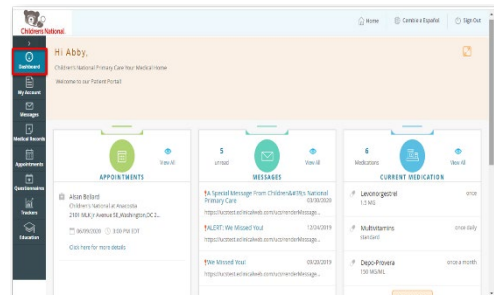 Children's National.
Home
Cambie a Español
Sign Out
Dashboard
My Account
Messages
Medical Records
Appointments
Questionnaires
Trackers
Education
Hi Abby,
Children's National Primary Care Your Medical Home
Welcome to our Patient Portal!
View All
APPOINTMENTS
Alsan Bellard
Children's National at Anacostia
2101 MLK Jr Avenue SE,Washington,DC 2...
06/09/2020 3:00 PM EDT
Click here for more details
5
unread
View All
MESSAGES
!A Special Message From Children&#39;s National
Primary Care 03/30/2020
!ALERT: We Missed You! 12/24/2019
!We Missed You! 03/20/2019
6
Medications
View All
CURRENT MEDICATION
Levonorgestrel once
1.5 MG
Multivitamins once daily
standard
Depo-Provera once a month
150 MG/ML